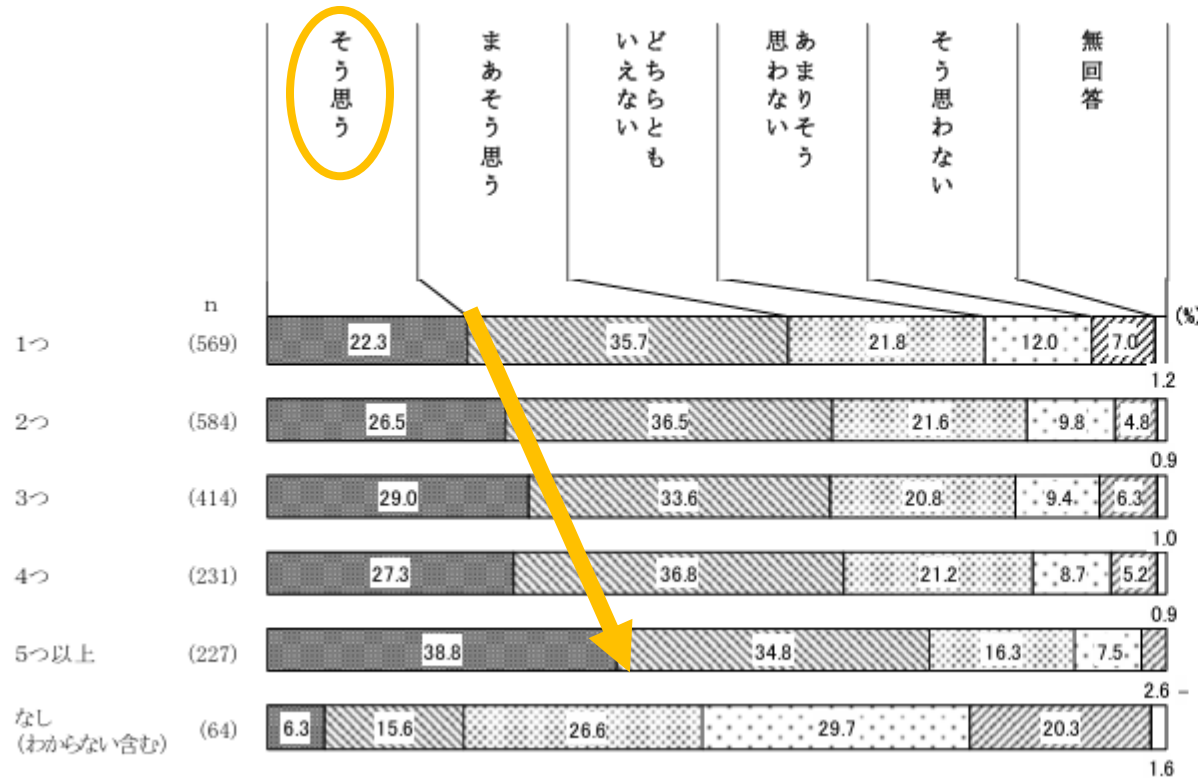 そう思う
まあそう思う
どちらとも
いえない
あまりそう
思わない
そう思わない
無回答
n
(%)
1つ (569) 22.3 35.7 21.8 12.0 7.0
1.2
2つ (584) 26.5 36.5 21.6 9.8 4.8
0.9
3つ (414) 29.0 33.6 20.8 9.4 6.3
1.0
4つ (231) 27.3 36.8 21.2 8.7 5.2
0.9
5つ以上 (227) 38.8 34.8 16.3 7.5
2.6 –
なし
(わからない含む) (64) 6.3 15.6 26.6 29.7 20.3
1.6